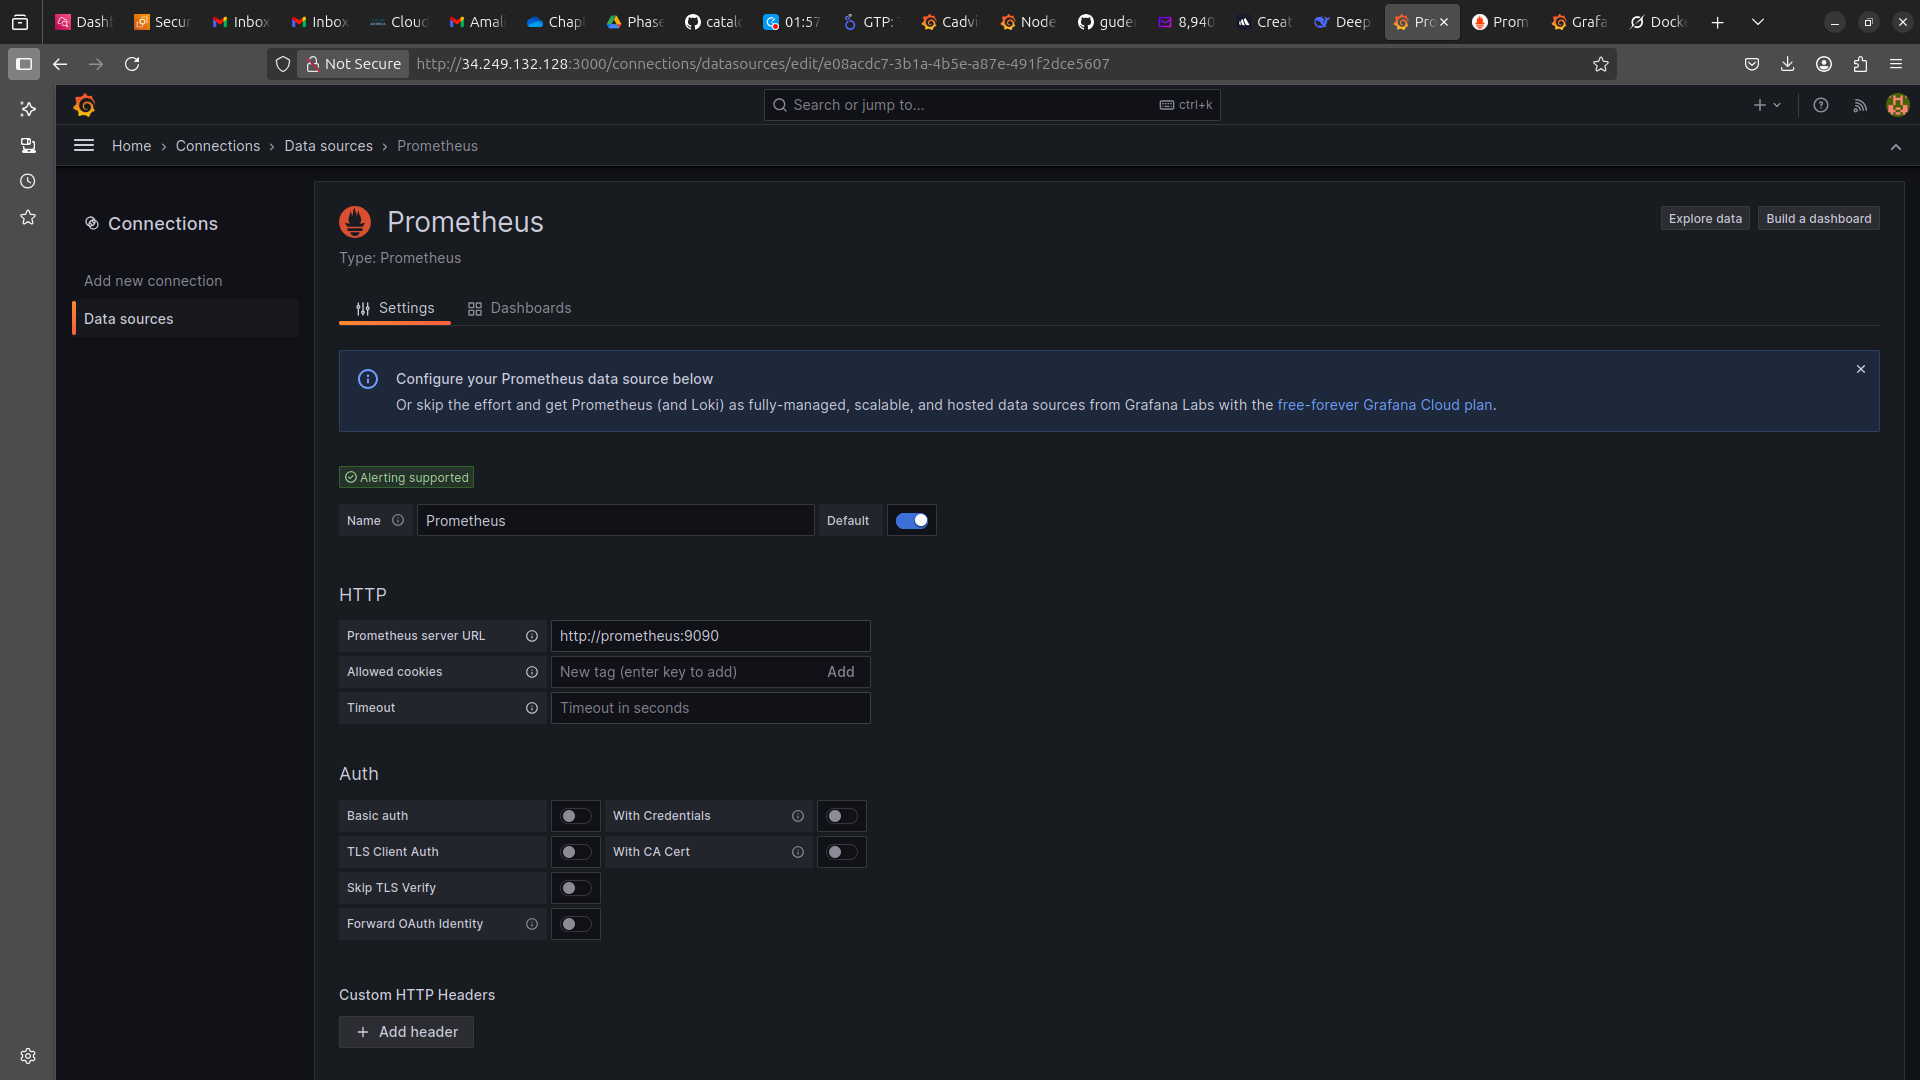 Dashb
Secur
Inbox
Inbox
Cloud
Amali
Chapt
Phase
catalo
01:57
GTP:
Cadvi
Node
guder
8,940
Creat
Deep
Pro
Prom
Grafa
Docke
Not Secure
http://34.249.132.128:3000/connections/datasources/edit/e08acdc7-3b1a-4b5e-a87e-491f2dce5607
Search or jump to...
ctrl+k
Home › Connections › Data sources › Prometheus
Connections
Add new connection
Data sources
Prometheus
Type: Prometheus
Explore data
Build a dashboard
Settings
Dashboards
Configure your Prometheus data source below
Or skip the effort and get Prometheus (and Loki) as fully-managed, scalable, and hosted data sources from Grafana Labs with the free-forever Grafana Cloud plan.
Alerting supported
Name
Prometheus
Default
HTTP
Prometheus server URL
http://prometheus:9090
Allowed cookies
New tag (enter key to add)
Add
Timeout
Timeout in seconds
Auth
Basic auth
With Credentials
TLS Client Auth
With CA Cert
Skip TLS Verify
Forward OAuth Identity
Custom HTTP Headers
Add header